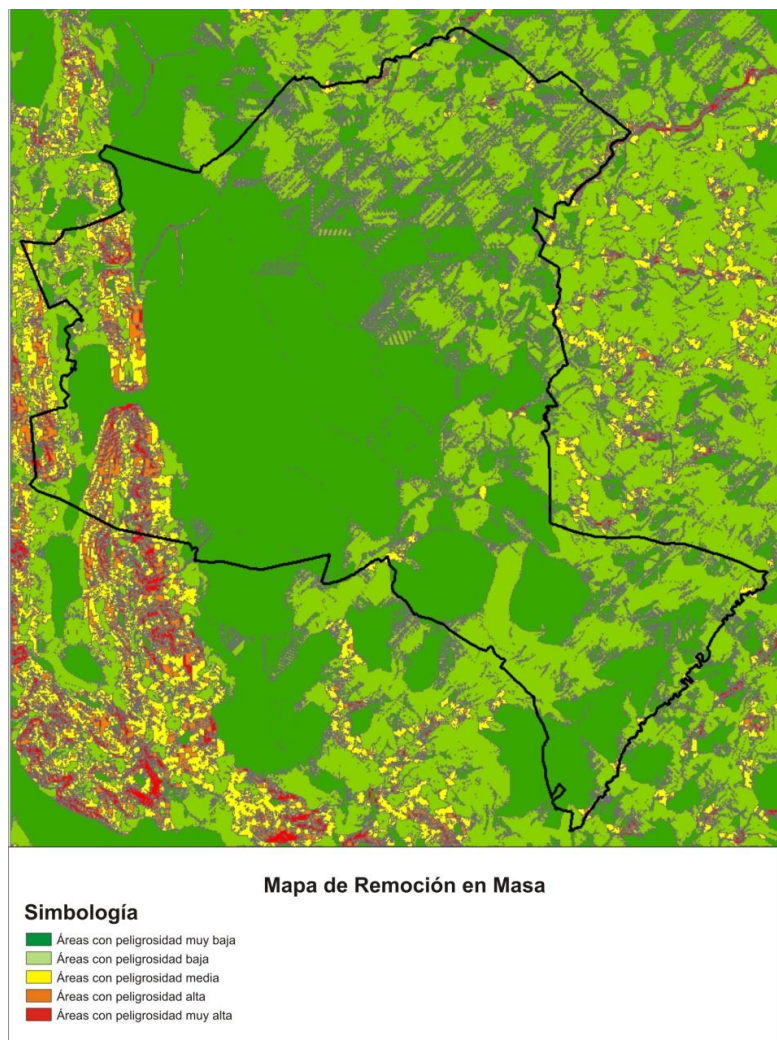 Mapa de Remoción en Masa
Simbología
Áreas con peligrosidad muy baja
Áreas con peligrosidad baja
Áreas con peligrosidad media
Áreas con peligrosidad alta
Áreas con peligrosidad muy alta